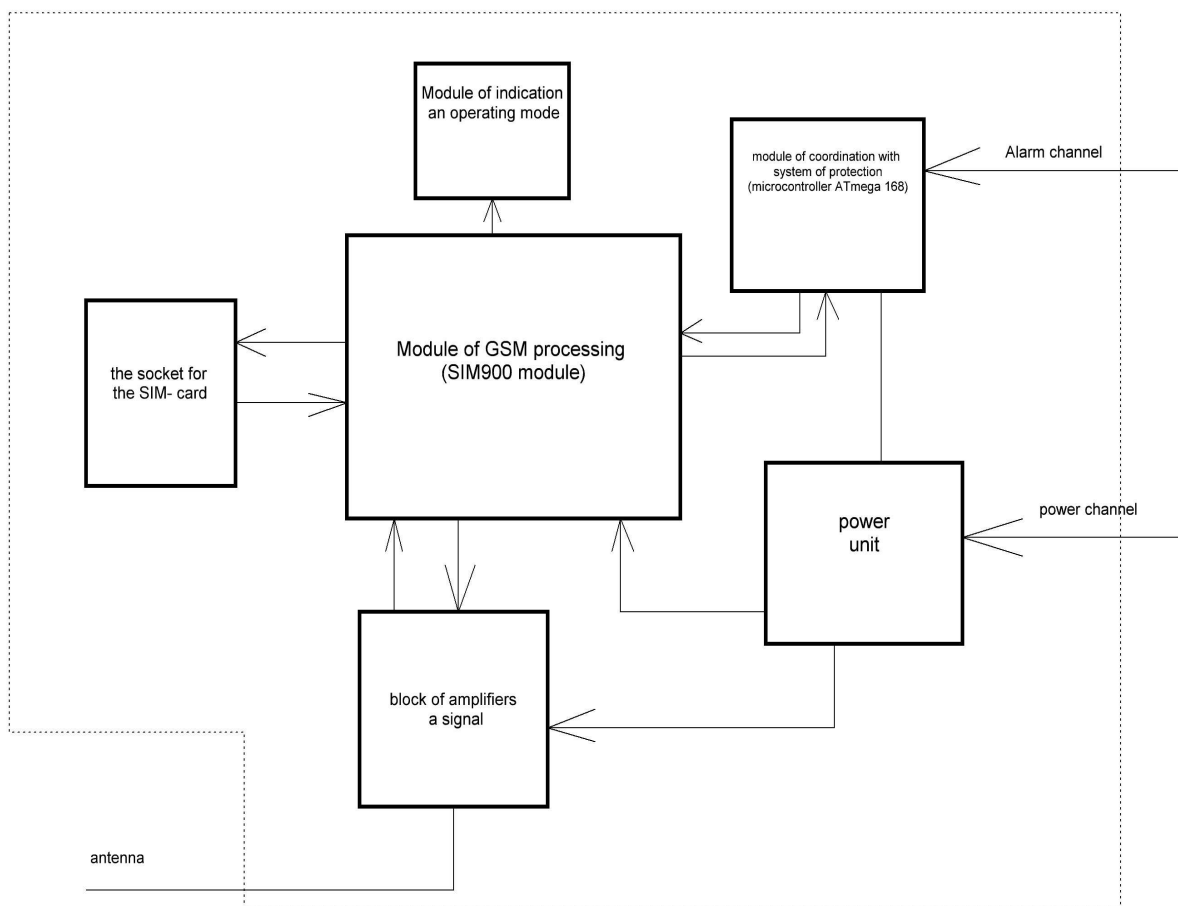 Module of indication
an operating mode
module of coordination with
system of protection
(microcontroller ATmega 168)
Alarm channel
Module of GSM processing
(SIM900 module)
the socket for
the SIM- card
power
unit
power channel
block of amplifiers
a signal
antenna